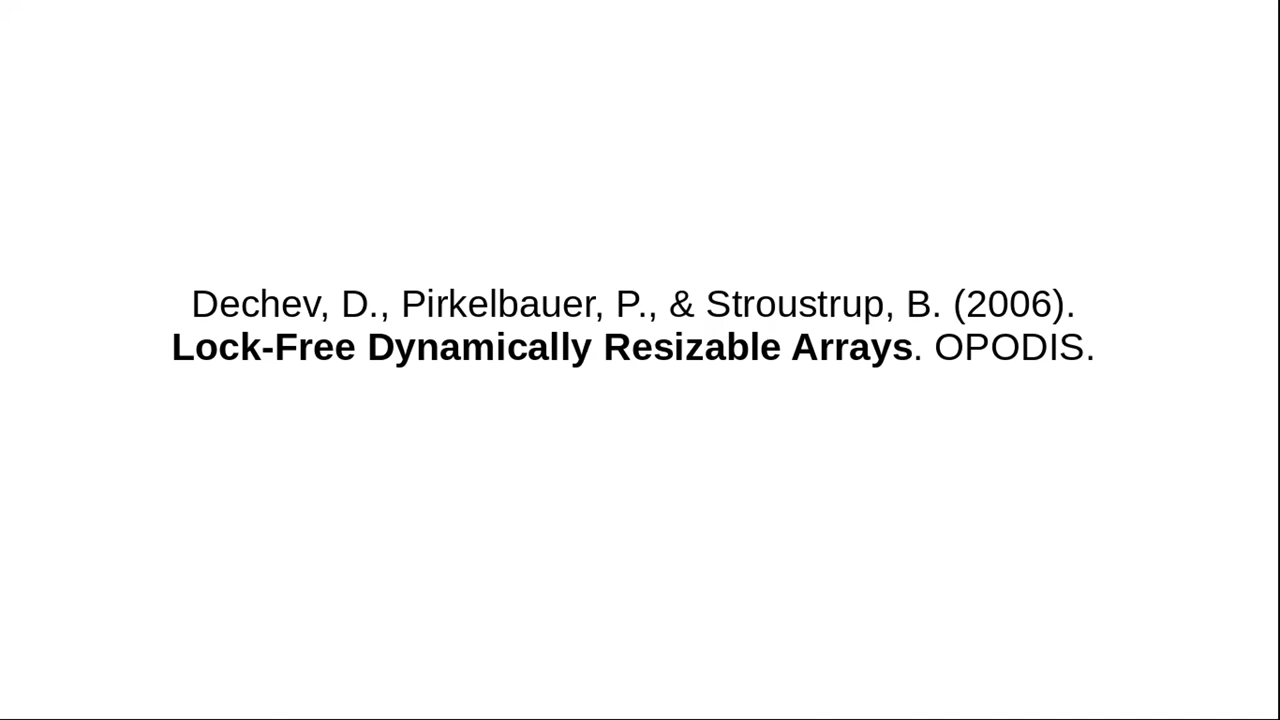 Dechev, D., Pirkelbauer, P., & Stroustrup, B. (2006).
Lock-Free Dynamically Resizable Arrays. OPODIS.